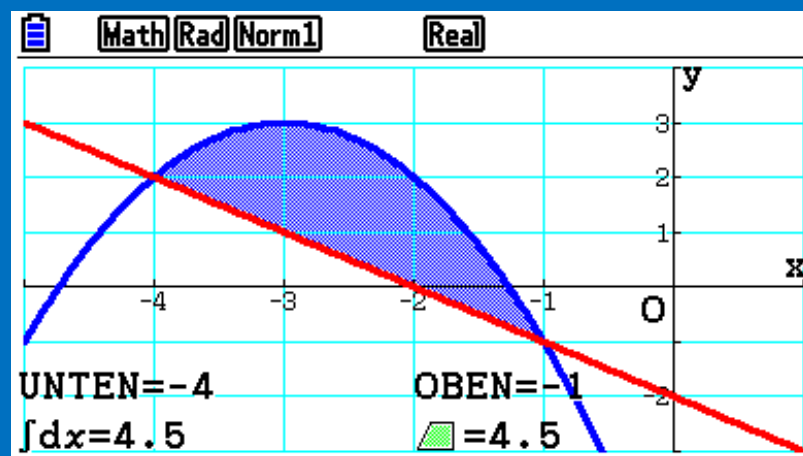 Math Rad Norm1 Real
y
3
2
1
x
-4 -3 -2 -1 O
UNTEN=-4 OBEN=-1
-2
∫dx=4.5 =4.5